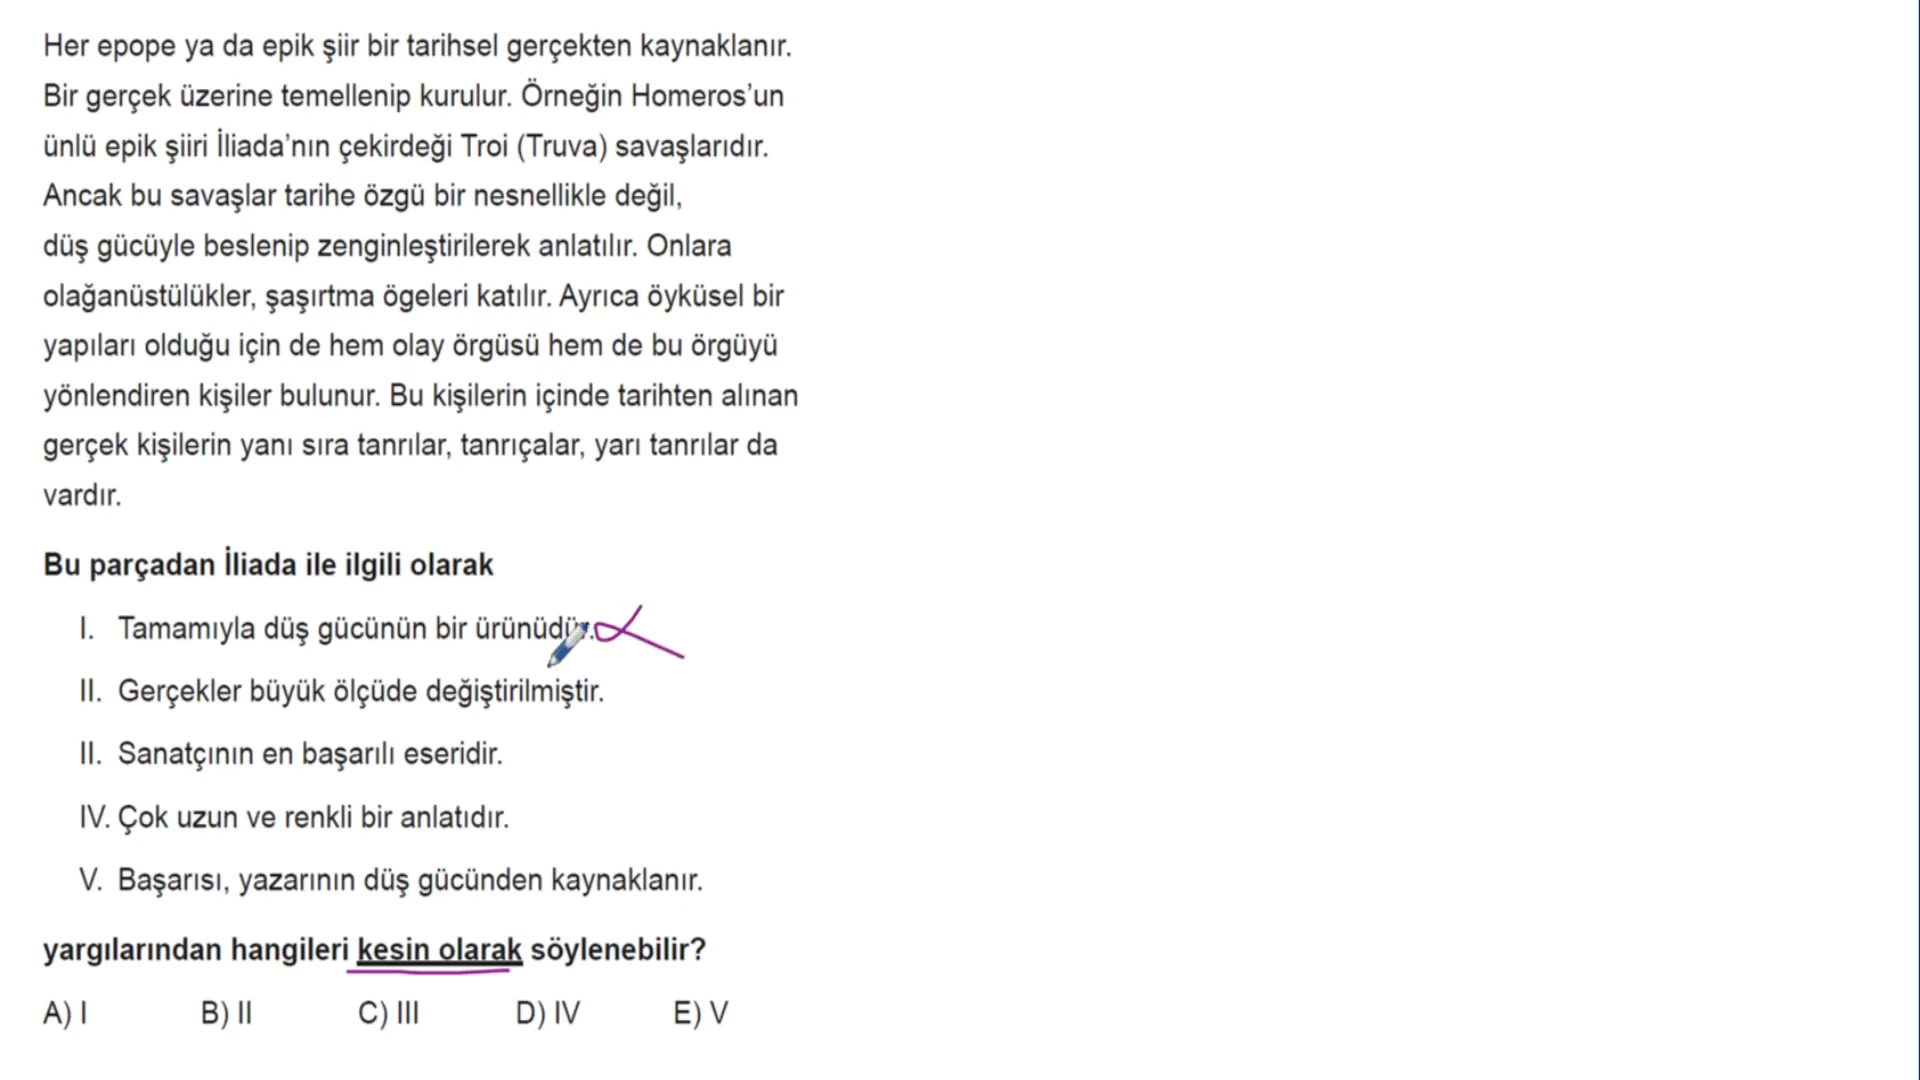 Her epope ya da epik şiir bir tarihsel gerçekten kaynaklanır.
Bir gerçek üzerine temellenip kurulur. Örneğin Homeros’un
ünlü epik şiiri İliada’nın çekirdeği Troi (Truva) savaşlarıdır.
Ancak bu savaşlar tarihe özgü bir nesnellikle değil,
düş gücüyle beslenip zenginleştirilerek anlatılır. Onlara
olağanüstülükler, şaşırtma ögeleri katılır. Ayrıca öyküsel bir
yapıları olduğu için de hem olay örgüsü hem de bu örgüyü
yönlendiren kişiler bulunur. Bu kişilerin içinde tarihten alınan
gerçek kişilerin yanı sıra tanrılar, tanrıçalar, yarı tanrılar da
vardır.
Bu parçadan İliada ile ilgili olarak
I. Tamamıyla düş gücünün bir ürünüdür.
II. Gerçekler büyük ölçüde değiştirilmiştir.
II. Sanatçının en başarılı eseridir.
IV. Çok uzun ve renkli bir anlatıdır.
V. Başarısı, yazarının düş gücünden kaynaklanır.
yargılarından hangileri kesin olarak söylenebilir?
A) I B) II C) III D) IV E) V